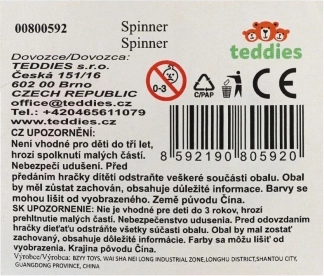 00800592
Spinner
Spinner
teddies
Dovozce/Dovozca:
TEDDIES s.r.o.
Česká 151/16
602 00 Brno
CZECH REPUBLIC
office@teddies.cz
Tel.: +420465611079
www.teddies.cz
0-3
C/PAP
CE
8 592190 805920
CZ UPOZORNĚNÍ:
Není vhodné pro děti do tří let,
hrozí spolknutí malých částí.
Nebezpečí udušení. Před
předáním hračky dítěti odstraňte veškeré součásti obalu. Obal
by měl zůstat zachován, obsahuje důležité informace. Barvy se
mohou lišit od vyobrazeného. Země původu Čína.
SK UPOZORNENIE: Nie je vhodné pre deti do 3 rokov, hrozí
prehltnutie malých častí. Nebezpečenstvo udusenia. Pred odovzdaním
hračky dieťaťu odstráňte všetky súčasti obalu. Obal by mal zostať
zachovaný, obsahuje dôležité informácie. Farby sa môžu líšiť od
vyobrazených. Krajina pôvodu Čína.
Výrobce/Výrobca: BZYY TOYS, WAI SHA NEI LONG INDUSTRIAL ZONE,LONGHU DISTRICT,SHANTOU CITY,
GUANGDONG PROVINCE, CHINA